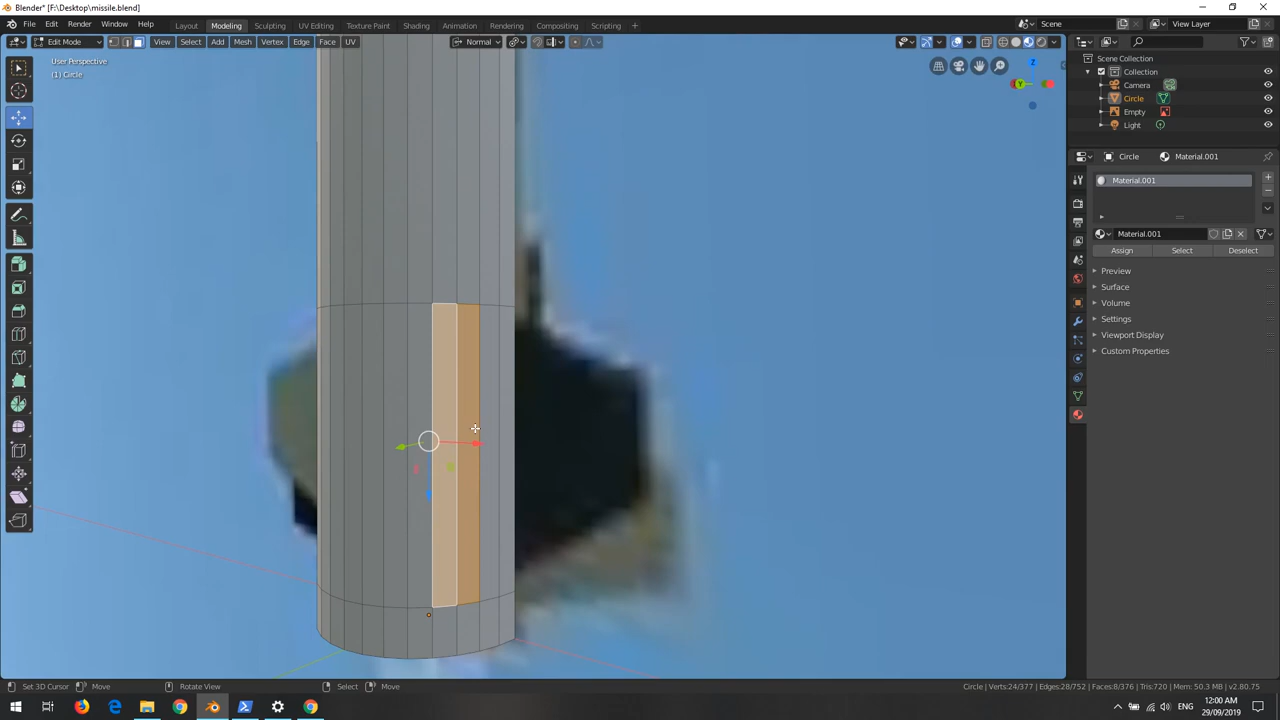 Blender* [F:\Desktop\missile.blend]
File Edit Render Window Help Layout Modeling Sculpting UV Editing Texture Paint Shading Animation Rendering Compositing Scripting + Scene View Layer
Edit Mode View Select Add Mesh Vertex Edge Face UV Normal
User Perspective
(1) Circle
Z
Y
Scene Collection
Collection
Camera
Circle
Empty
Light
Circle Material.001
Material.001
Material.001
Assign Select Deselect
Preview
Surface
Volume
Settings
Viewport Display
Custom Properties
Set 3D Cursor Move Rotate View Select Move Circle | Verts:24/377 | Edges:28/752 | Faces:8/376 | Tris:720 | Mem: 50.3 MB | v2.80.75
ENG 12:00 AM
29/09/2019